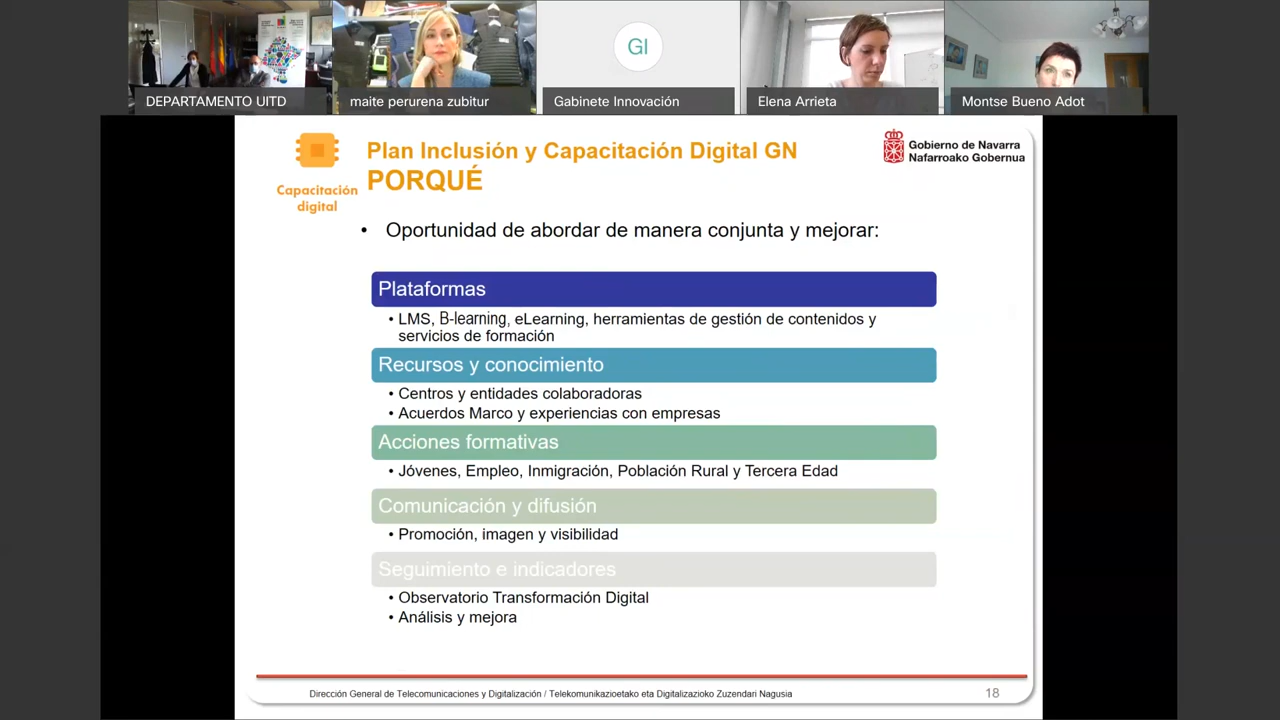 DEPARTAMENTO UITD
maite perurena zubitur
GI
Gabinete Innovación
Elena Arrieta
Montse Bueno Adot
Capacitación
digital
Plan Inclusión y Capacitación Digital GN
PORQUÉ
Gobierno de Navarra
Nafarroako Gobernua
• Oportunidad de abordar de manera conjunta y mejorar:
Plataformas
• LMS, B-learning, eLearning, herramientas de gestión de contenidos y
servicios de formación
Recursos y conocimiento
• Centros y entidades colaboradoras
• Acuerdos Marco y experiencias con empresas
Acciones formativas
• Jóvenes, Empleo, Inmigración, Población Rural y Tercera Edad
Comunicación y difusión
• Promoción, imagen y visibilidad
Seguimiento e indicadores
• Observatorio Transformación Digital
• Análisis y mejora
Dirección General de Telecomunicaciones y Digitalización / Telekomunikazioetako eta Digitalizazioko Zuzendari Nagusia
18